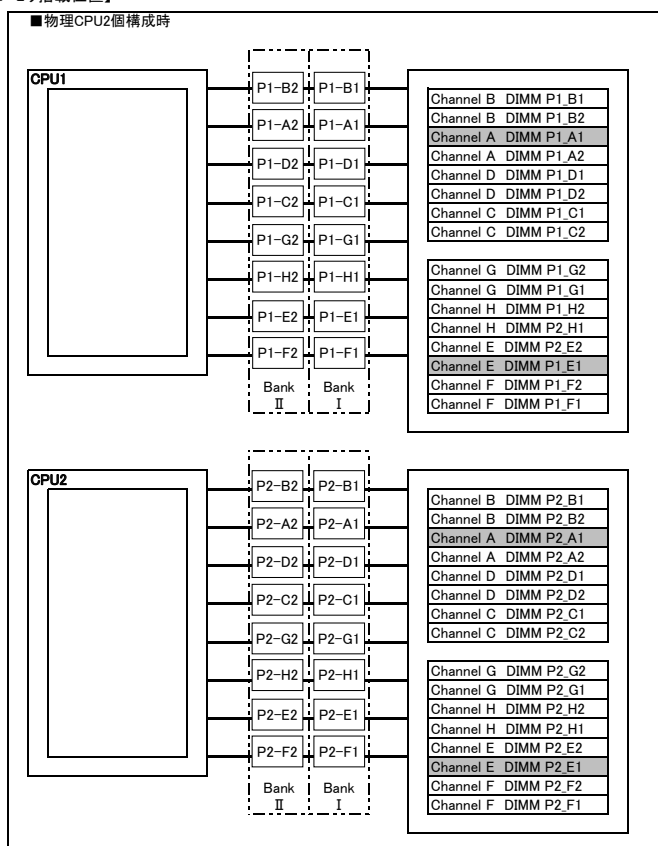 ■物理CPU2個構成時
CPU1
P1-B2 P1-B1
P1-A2 P1-A1
P1-D2 P1-D1
P1-C2 P1-C1
P1-G2 P1-G1
P1-H2 P1-H1
P1-E2 P1-E1
P1-F2 P1-F1
Bank Bank
Ⅱ Ⅰ
Channel B DIMM P1_B1
Channel B DIMM P1_B2
Channel A DIMM P1_A1
Channel A DIMM P1_A2
Channel D DIMM P1_D1
Channel D DIMM P1_D2
Channel C DIMM P1_C1
Channel C DIMM P1_C2
Channel G DIMM P1_G2
Channel G DIMM P1_G1
Channel H DIMM P1_H2
Channel H DIMM P2_H1
Channel E DIMM P2_E2
Channel E DIMM P1_E1
Channel F DIMM P1_F2
Channel F DIMM P1_F1
CPU2
P2-B2 P2-B1
P2-A2 P2-A1
P2-D2 P2-D1
P2-C2 P2-C1
P2-G2 P2-G1
P2-H2 P2-H1
P2-E2 P2-E1
P2-F2 P2-F1
Bank Bank
Ⅱ Ⅰ
Channel B DIMM P2_B1
Channel B DIMM P2_B2
Channel A DIMM P2_A1
Channel A DIMM P2_A2
Channel D DIMM P2_D1
Channel D DIMM P2_D2
Channel C DIMM P2_C1
Channel C DIMM P2_C2
Channel G DIMM P2_G2
Channel G DIMM P2_G1
Channel H DIMM P2_H2
Channel H DIMM P2_H1
Channel E DIMM P2_E2
Channel E DIMM P2_E1
Channel F DIMM P2_F2
Channel F DIMM P2_F1